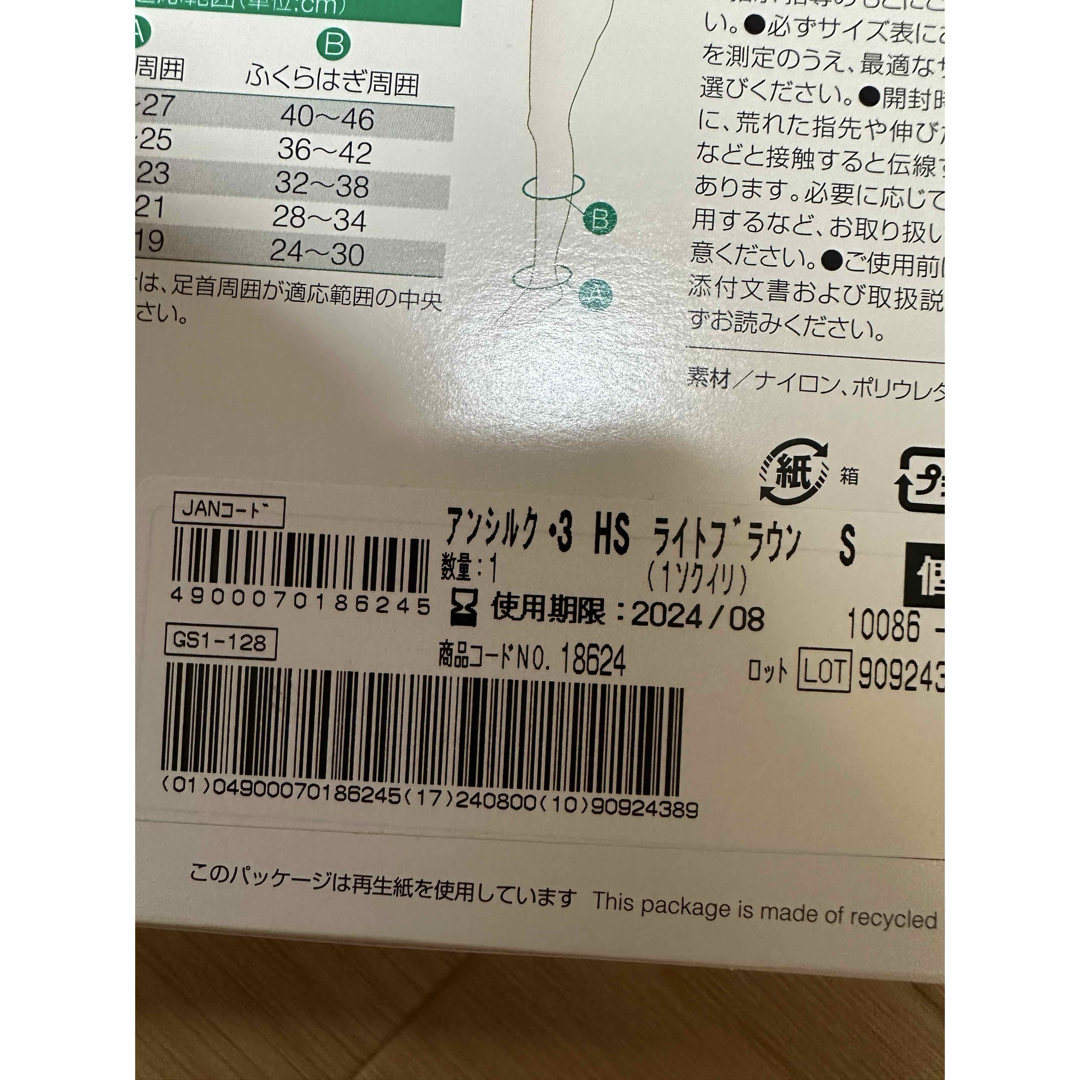 応範囲(単位:cm)
A
B
周囲
ふくらはぎ周囲
27
40〜46
25
36〜42
23
32〜38
21
28〜34
19
24〜30
は、足首周囲が適応範囲の中央
さい。
B
A
い。●必ずサイズ表に
を測定のうえ、最適な
選びください。●開封時
に、荒れた指先や伸び
などと接触すると伝線
あります。必要に応じて
用するなど、お取り扱い
意ください。●ご使用前
添付文書および取扱説
ずお読みください。
素材／ナイロン、ポリウレタ
紙
箱
プ
JANコード
4900070186245
アンシルク・3 HS ライトブラウン S
数量:1
(1ソクイリ)
使用期限:2024/08
10086 -
GS1-128
商品コードNO. 18624
ロット LOT 909243
(01)04900070186245(17)240800(10)90924389
このパッケージは再生紙を使用しています This package is made of recycled